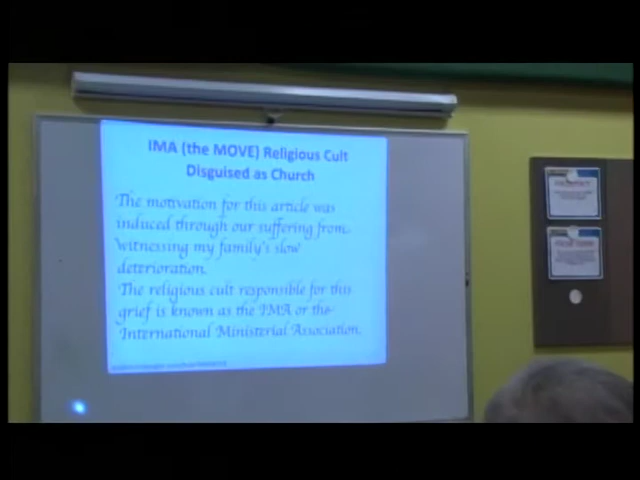 IMA (the MOVE) Religious Cult
Disguised as Church
The motivation for this article was
induced through our suffering from
witnessing my family's slow
deterioration.
The religious cult responsible for this
grief is known as the IMA or the
International Ministerial Association.